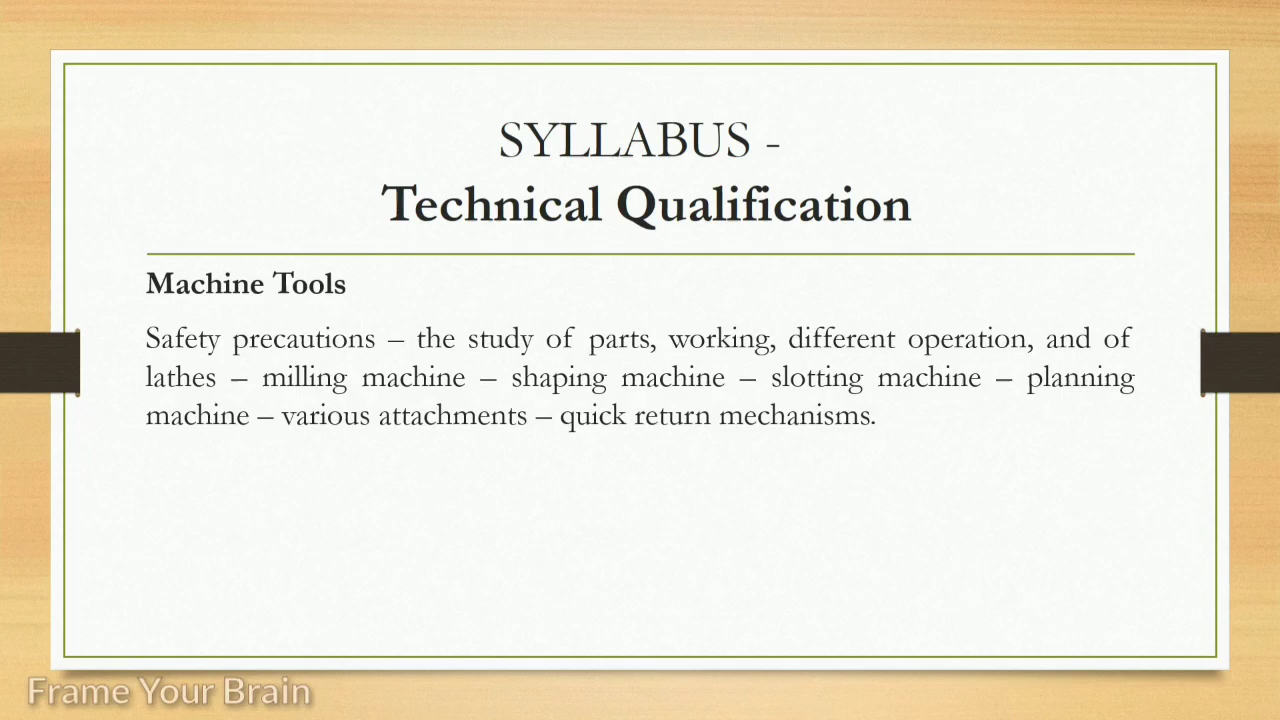 SYLLABUS -
Technical Qualification
Machine Tools
Safety precautions – the study of parts, working, different operation, and of
lathes – milling machine – shaping machine – slotting machine – planning
machine – various attachments – quick return mechanisms.
Frame Your Brain